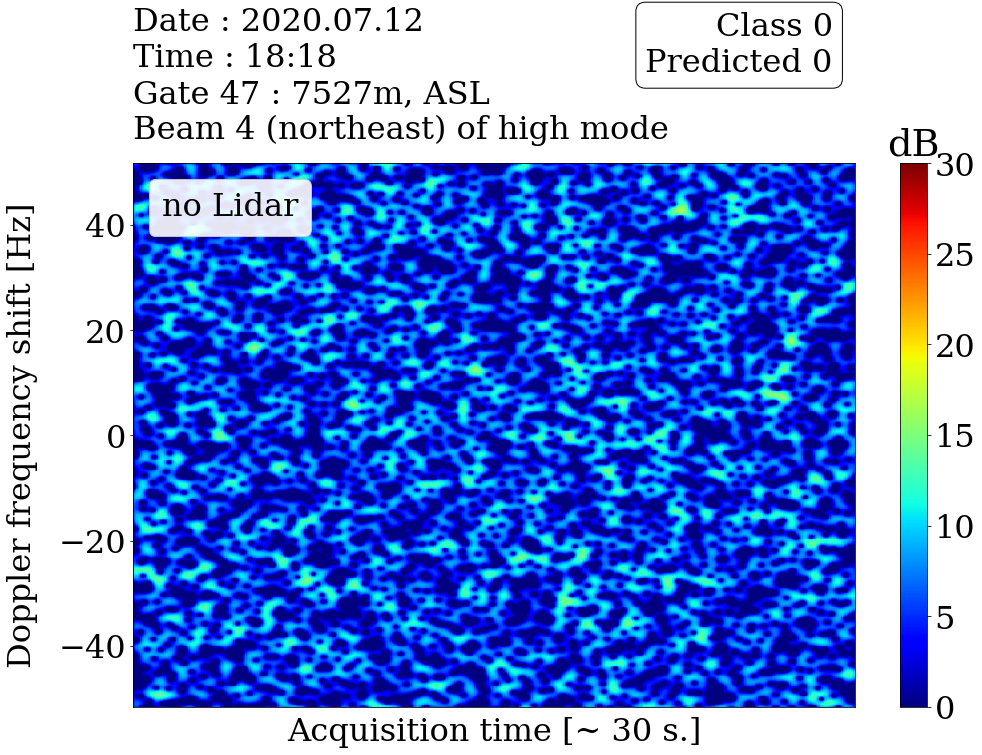 Date : 2020.07.12
Time : 18:18
Gate 47 : 7527m, ASL
Beam 4 (northeast) of high mode
Class 0
Predicted 0
dB
no Lidar
Doppler frequency shift [Hz]
40
20
0
−20
−40
Acquisition time [~ 30 s.]
30
25
20
15
10
5
0